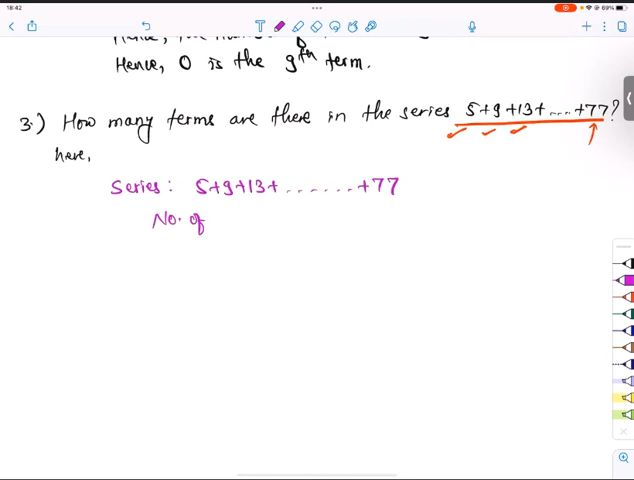 18:42
69%
Hence, 0 is the 9th term.
3.) How many terms are there in the series 5+9+13+....+77?
here,
Series: 5+9+13+.......+77
No. of